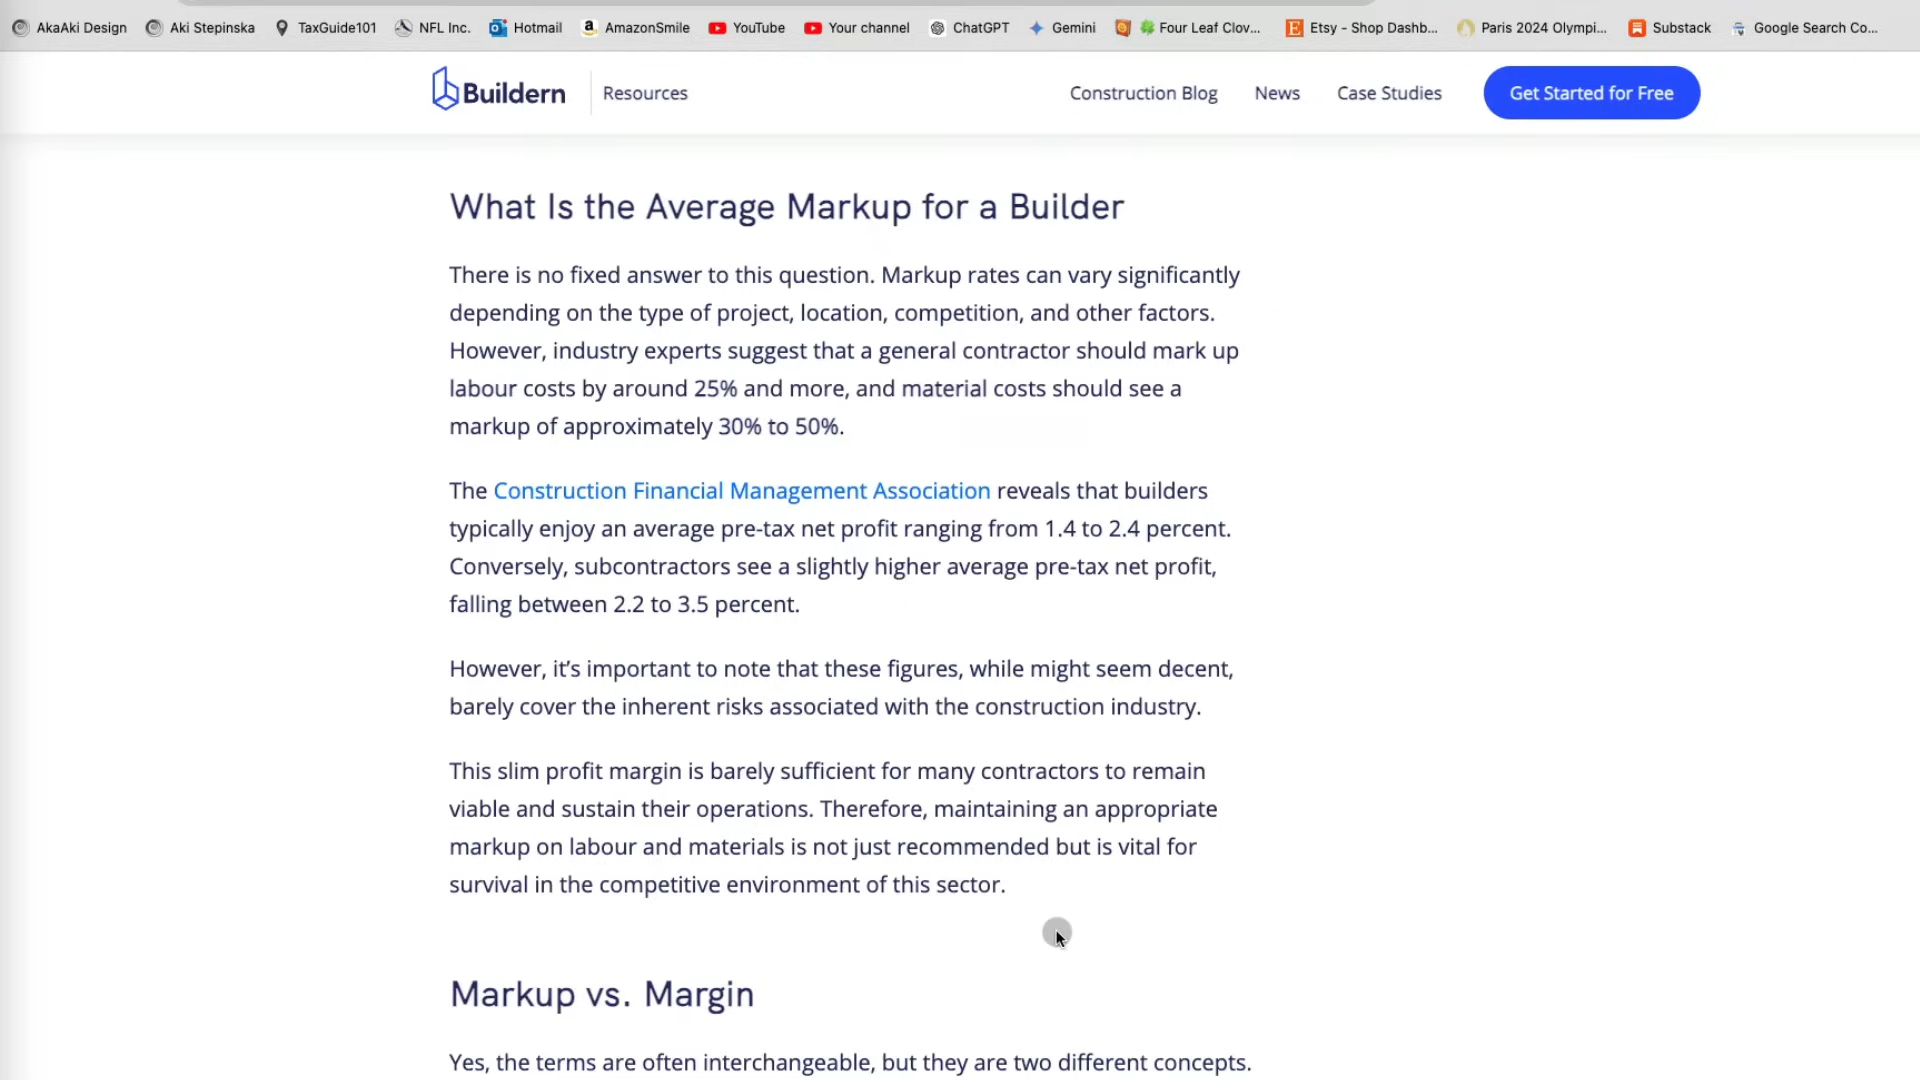 AkaAki Design Aki Stepinska TaxGuide101 NFL Inc. Hotmail AmazonSmile YouTube Your channel ChatGPT Gemini Four Leaf Clov... Etsy - Shop Dashb... Paris 2024 Olympi... Substack Google Search Co...
Buildern Resources Construction Blog News Case Studies Get Started for Free
What Is the Average Markup for a Builder
There is no fixed answer to this question. Markup rates can vary significantly
depending on the type of project, location, competition, and other factors.
However, industry experts suggest that a general contractor should mark up
labour costs by around 25% and more, and material costs should see a
markup of approximately 30% to 50%.
The Construction Financial Management Association reveals that builders
typically enjoy an average pre-tax net profit ranging from 1.4 to 2.4 percent.
Conversely, subcontractors see a slightly higher average pre-tax net profit,
falling between 2.2 to 3.5 percent.
However, it’s important to note that these figures, while might seem decent,
barely cover the inherent risks associated with the construction industry.
This slim profit margin is barely sufficient for many contractors to remain
viable and sustain their operations. Therefore, maintaining an appropriate
markup on labour and materials is not just recommended but is vital for
survival in the competitive environment of this sector.
Markup vs. Margin
Yes, the terms are often interchangeable, but they are two different concepts.